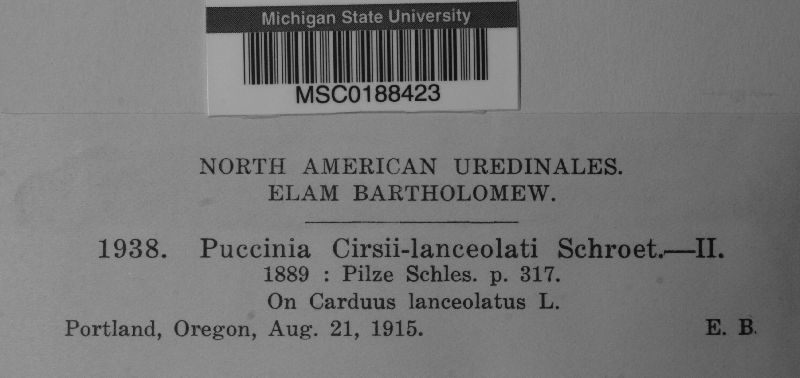 Michigan State University
MSC0188423
NORTH AMERICAN UREDINALES.
ELAM BARTHOLOMEW.
1938. Puccinia Cirsii-lanceolati Schroet.—II.
1889 : Pilze Schles. p. 317.
On Carduus lanceolatus L.
Portland, Oregon, Aug. 21, 1915. E. B.